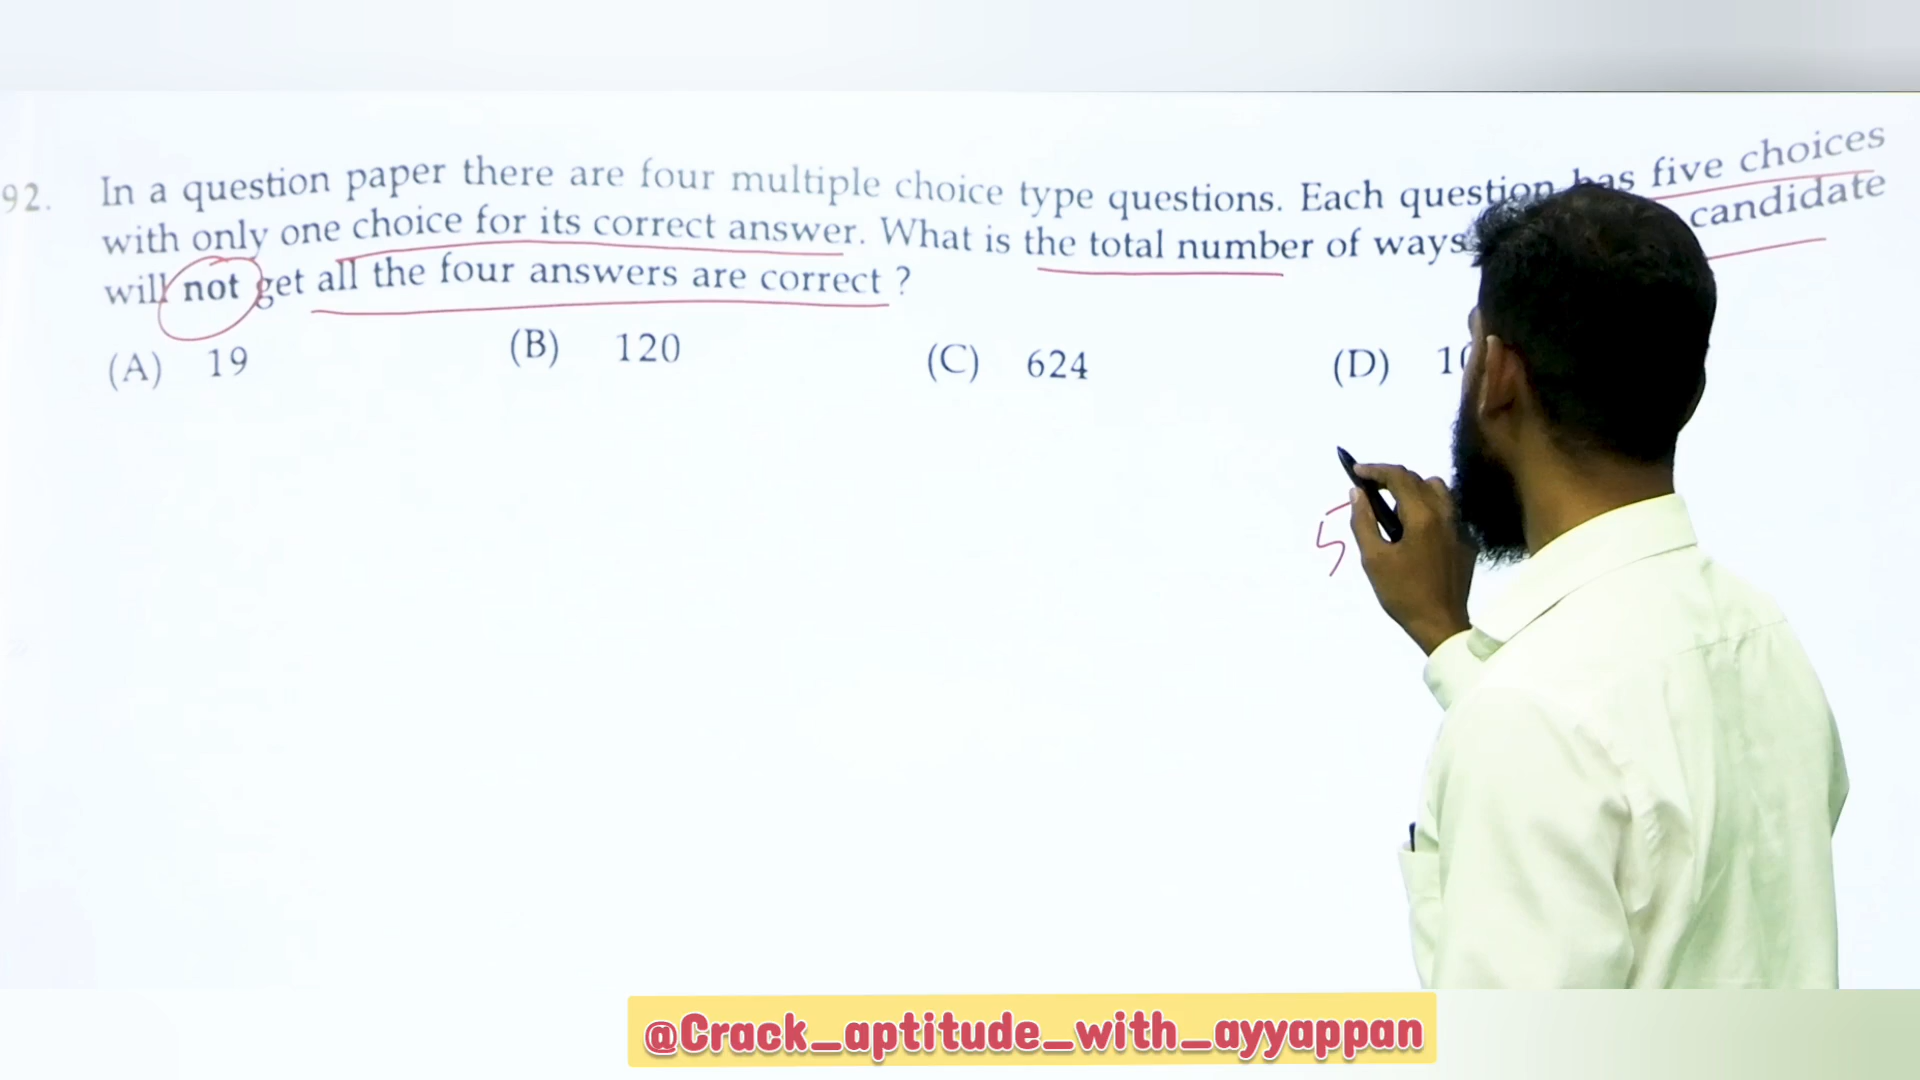 92. In a question paper there are four multiple choice type questions. Each question has five choices
with only one choice for its correct answer. What is the total number of ways candidate
will not get all the four answers are correct ?
(A) 19 (B) 120 (C) 624 (D)
5
@Crack_aptitude_with_ayyappan